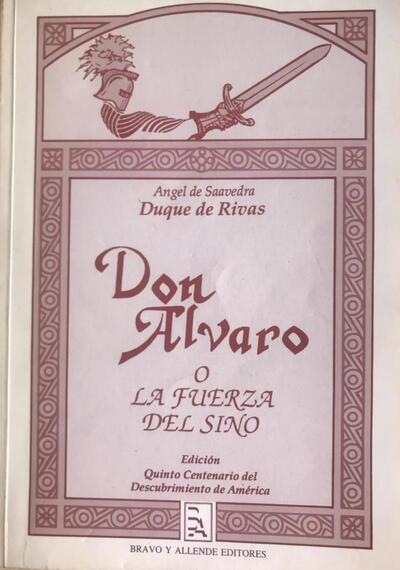 Angel de Saavedra
Duque de Rivas
Don
Alvaro
O
LA FUERZA
DEL SINO
Edición
Quinto Centenario del
Descubrimiento de América
BA
BRAVO Y ALLENDE EDITORES